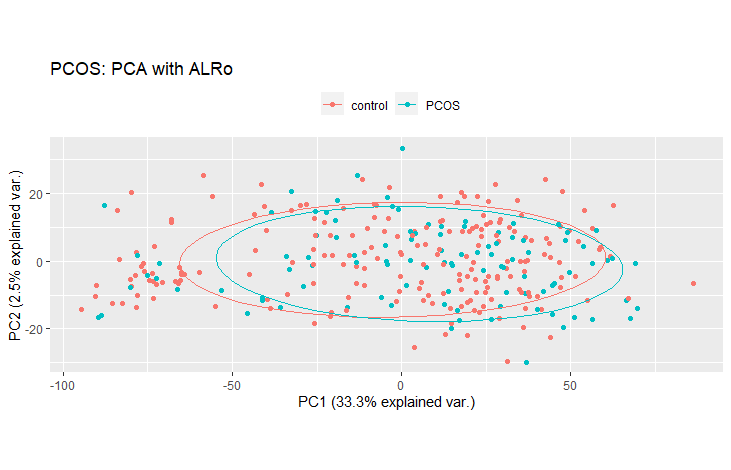 PCOS: PCA with ALRo
control PCOS
20
0
-20
PC2 (2.5% explained var.)
-100 -50 0 50
PC1 (33.3% explained var.)